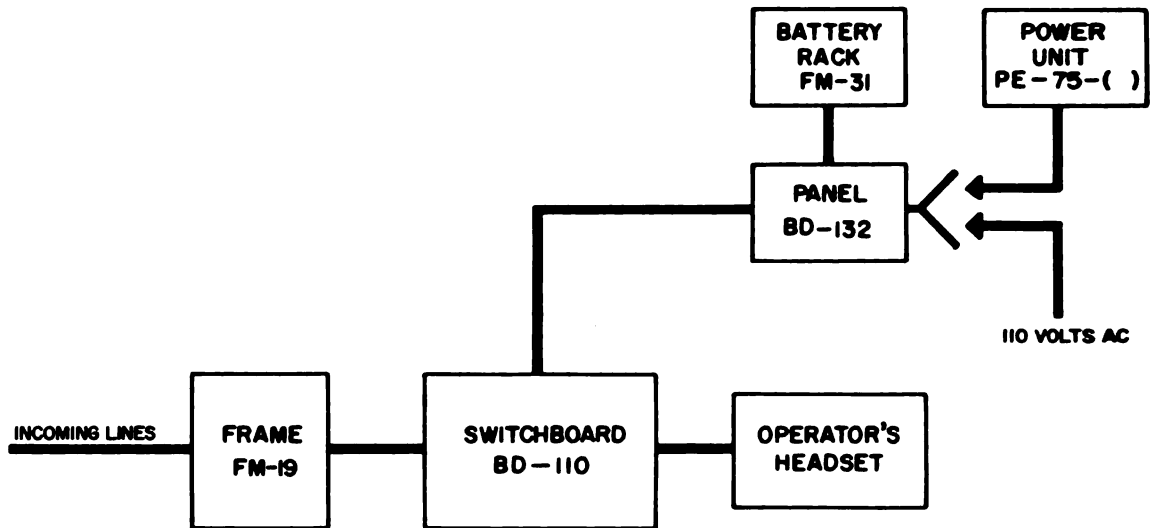 BATTERY
RACK
FM-31
POWER
UNIT
PE-75-( )
PANEL
BD-132
110 VOLTS AC
INCOMING LINES
FRAME
FM-19
SWITCHBOARD
BD-110
OPERATOR'S
HEADSET